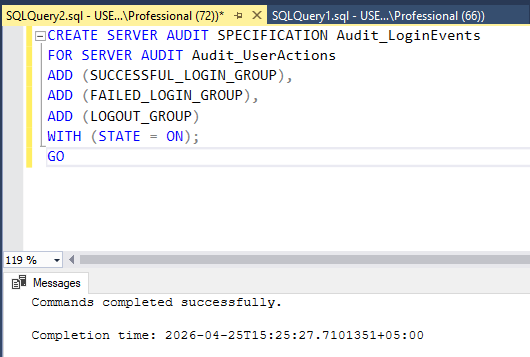 SQLQuery2.sql - USE...\Professional (72))* SQLQuery1.sql - USE...\Professional (66))
CREATE SERVER AUDIT SPECIFICATION Audit_LoginEvents
FOR SERVER AUDIT Audit_UserActions
ADD (SUCCESSFUL_LOGIN_GROUP),
ADD (FAILED_LOGIN_GROUP),
ADD (LOGOUT_GROUP)
WITH (STATE = ON);
GO
119 %
Messages
Commands completed successfully.
Completion time: 2026-04-25T15:25:27.7101351+05:00